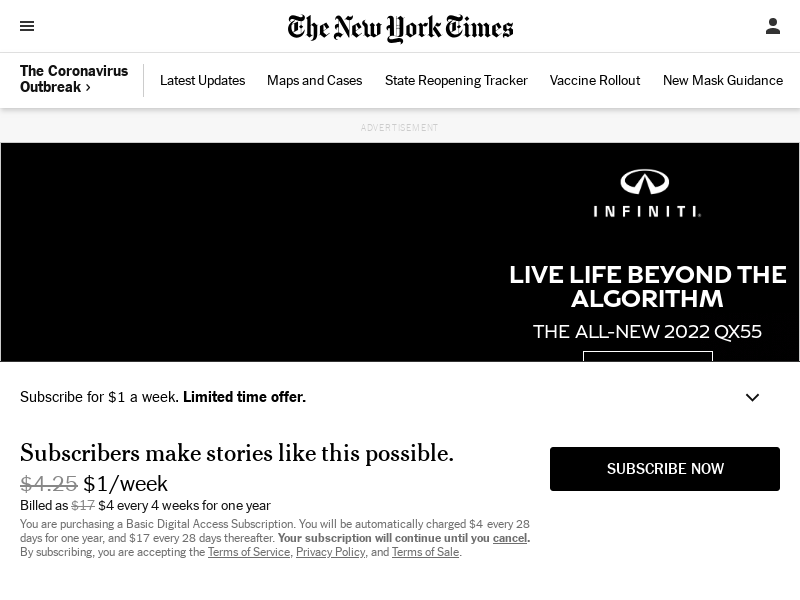 The New York Times
The Coronavirus
Outbreak ›
Latest Updates
Maps and Cases
State Reopening Tracker
Vaccine Rollout
New Mask Guidance
ADVERTISEMENT
INFINITI.
LIVE LIFE BEYOND THE
ALGORITHM
THE ALL-NEW 2022 QX55
Subscribe for $1 a week. Limited time offer.
Subscribers make stories like this possible.
$4.25 $1/week
Billed as $17 $4 every 4 weeks for one year
You are purchasing a Basic Digital Access Subscription. You will be automatically charged $4 every 28
days for one year, and $17 every 28 days thereafter. Your subscription will continue until you cancel.
By subscribing, you are accepting the Terms of Service, Privacy Policy, and Terms of Sale.
SUBSCRIBE NOW